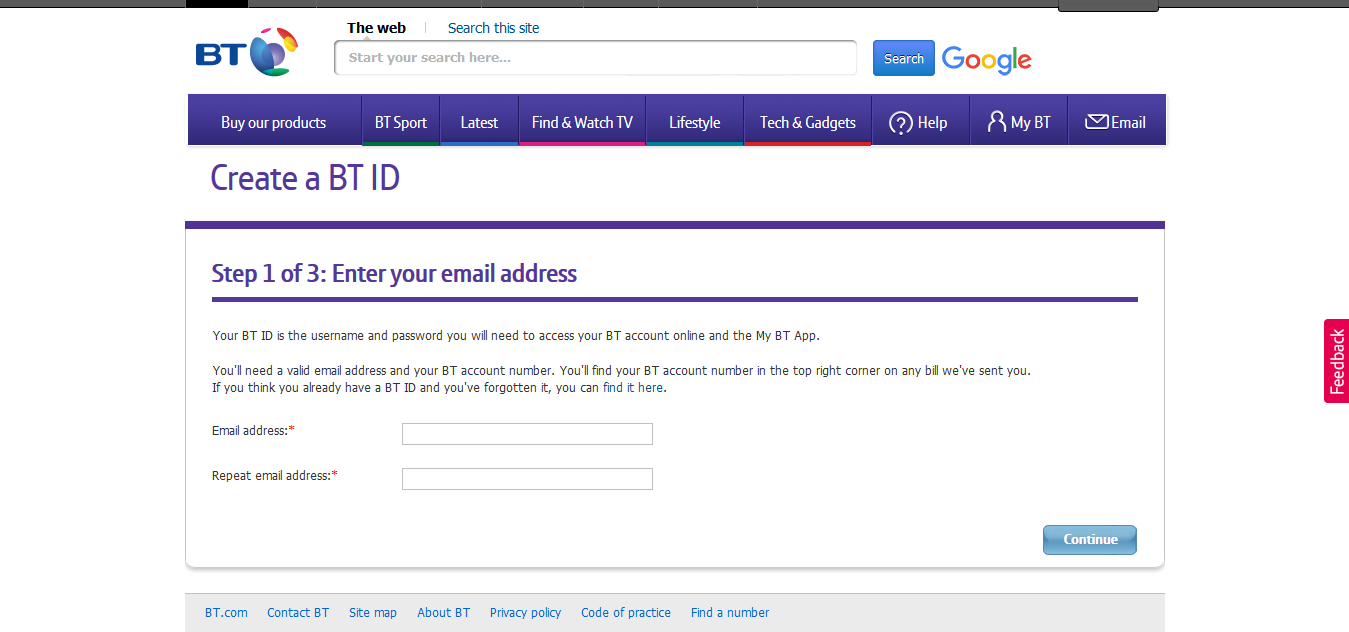 The web
Search this site
BT
Start your search here...
Search
Google
Buy our products
BT Sport
Latest
Find & Watch TV
Lifestyle
Tech & Gadgets
Help
My BT
Email
Create a BT ID
Step 1 of 3: Enter your email address
Your BT ID is the username and password you will need to access your BT account online and the My BT App.
You'll need a valid email address and your BT account number. You'll find your BT account number in the top right corner on any bill we've sent you.
If you think you already have a BT ID and you've forgotten it, you can find it here.
Email address:*
Repeat email address:*
Continue
Feedback
BT.com
Contact BT
Site map
About BT
Privacy policy
Code of practice
Find a number